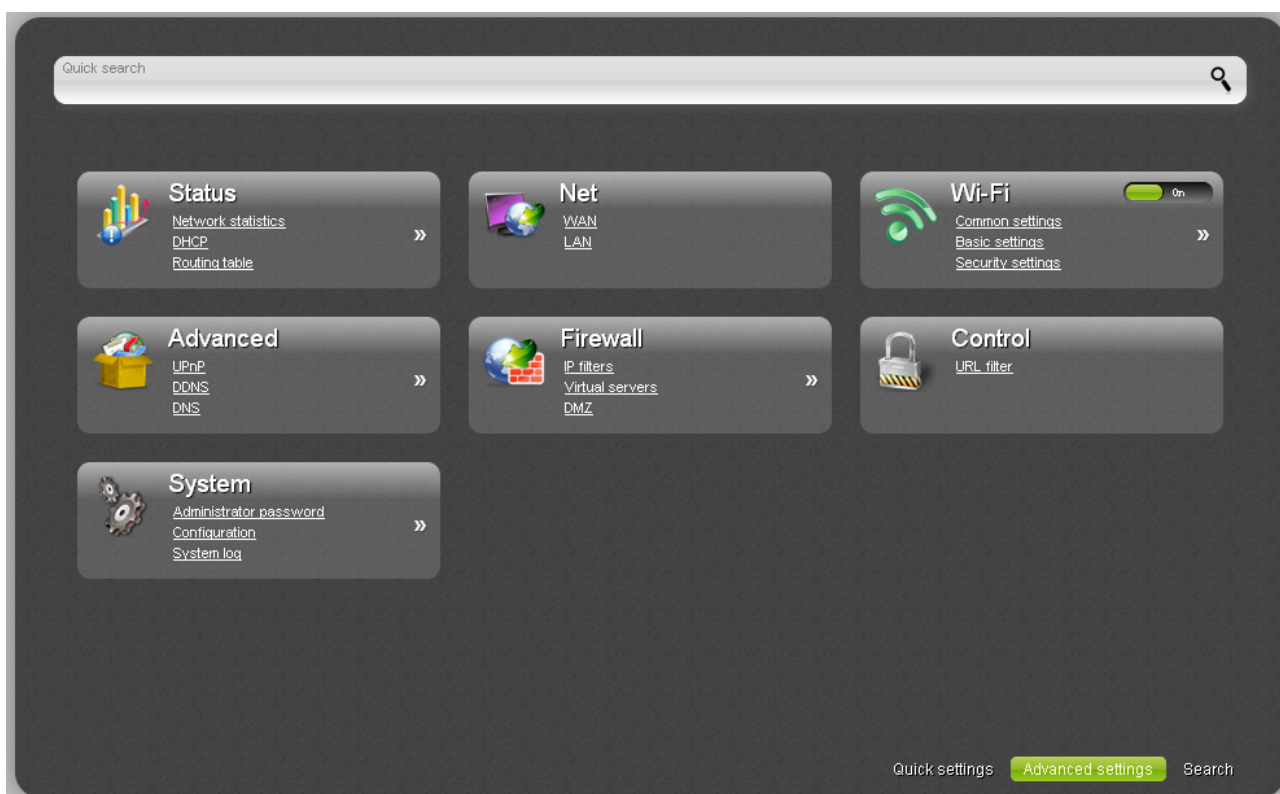 Quick search
Status
Network statistics
DHCP
Routing table
»
Net
WAN
LAN
Wi-Fi
On
Common settings
Basic settings
Security settings
»
Advanced
UPnP
DDNS
DNS
»
Firewall
IP filters
Virtual servers
DMZ
»
Control
URL filter
System
Administrator password
Configuration
System log
»
Quick settings Advanced settings Search